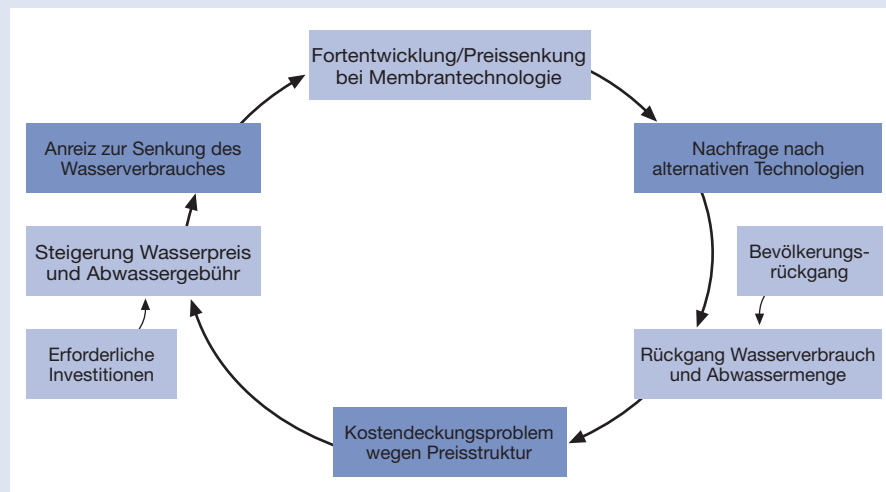 Fortentwicklung/Preissenkung
bei Membrantechnologie
Anreiz zur Senkung des
Wasserverbrauches
Nachfrage nach
alternativen Technologien
Steigerung Wasserpreis
und Abwassergebühr
Bevölkerungs-
rückgang
Erforderliche
Investitionen
Rückgang Wasserverbrauch
und Abwassermenge
Kostendeckungsproblem
wegen Preisstruktur